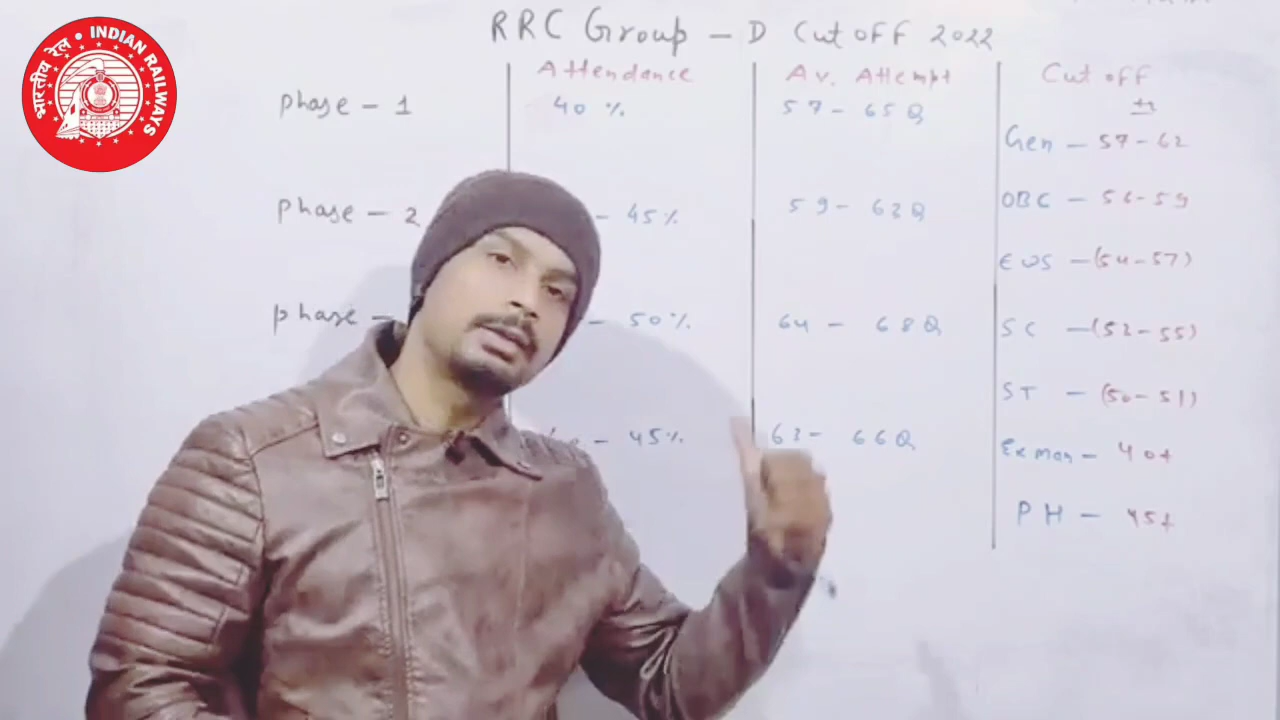 भारतीय रेल • INDIAN RAILWAYS
RRC Group - D Cut off 2022
Attendance Av. Attempt Cut off
Phase - 1 40 % 57 - 65 Q
Gen - 57-62
Phase - 2 - 45% 59 - 62 Q OBC - 56-59
EWS - (54-57)
Phase - - 50% 64 - 68 Q SC - (52-55)
ST - (50-51)
- 45% 62 - 66 Q Ex man - 40+
PH - 45+